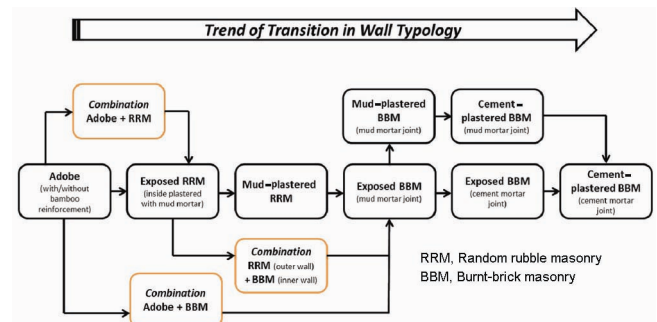 Trend of Transition in Wall Typology
Combination
Adobe + RRM
Mud-plastered
BBM
(mud mortar joint)
Cement-
plastered BBM
(mud mortar joint)
Adobe
(with/without
bamboo
reinforcement)
Exposed RRM
(inside plastered
with mud mortar)
Mud-plastered
RRM
Exposed BBM
(mud mortar joint)
Exposed BBM
(cement mortar
joint)
Cement-
plastered BBM
(cement mortar
joint)
Combination
RRM (outer wall)
+ BBM (inner wall)
Combination
Adobe + BBM
RRM, Random rubble masonry
BBM, Burnt-brick masonry